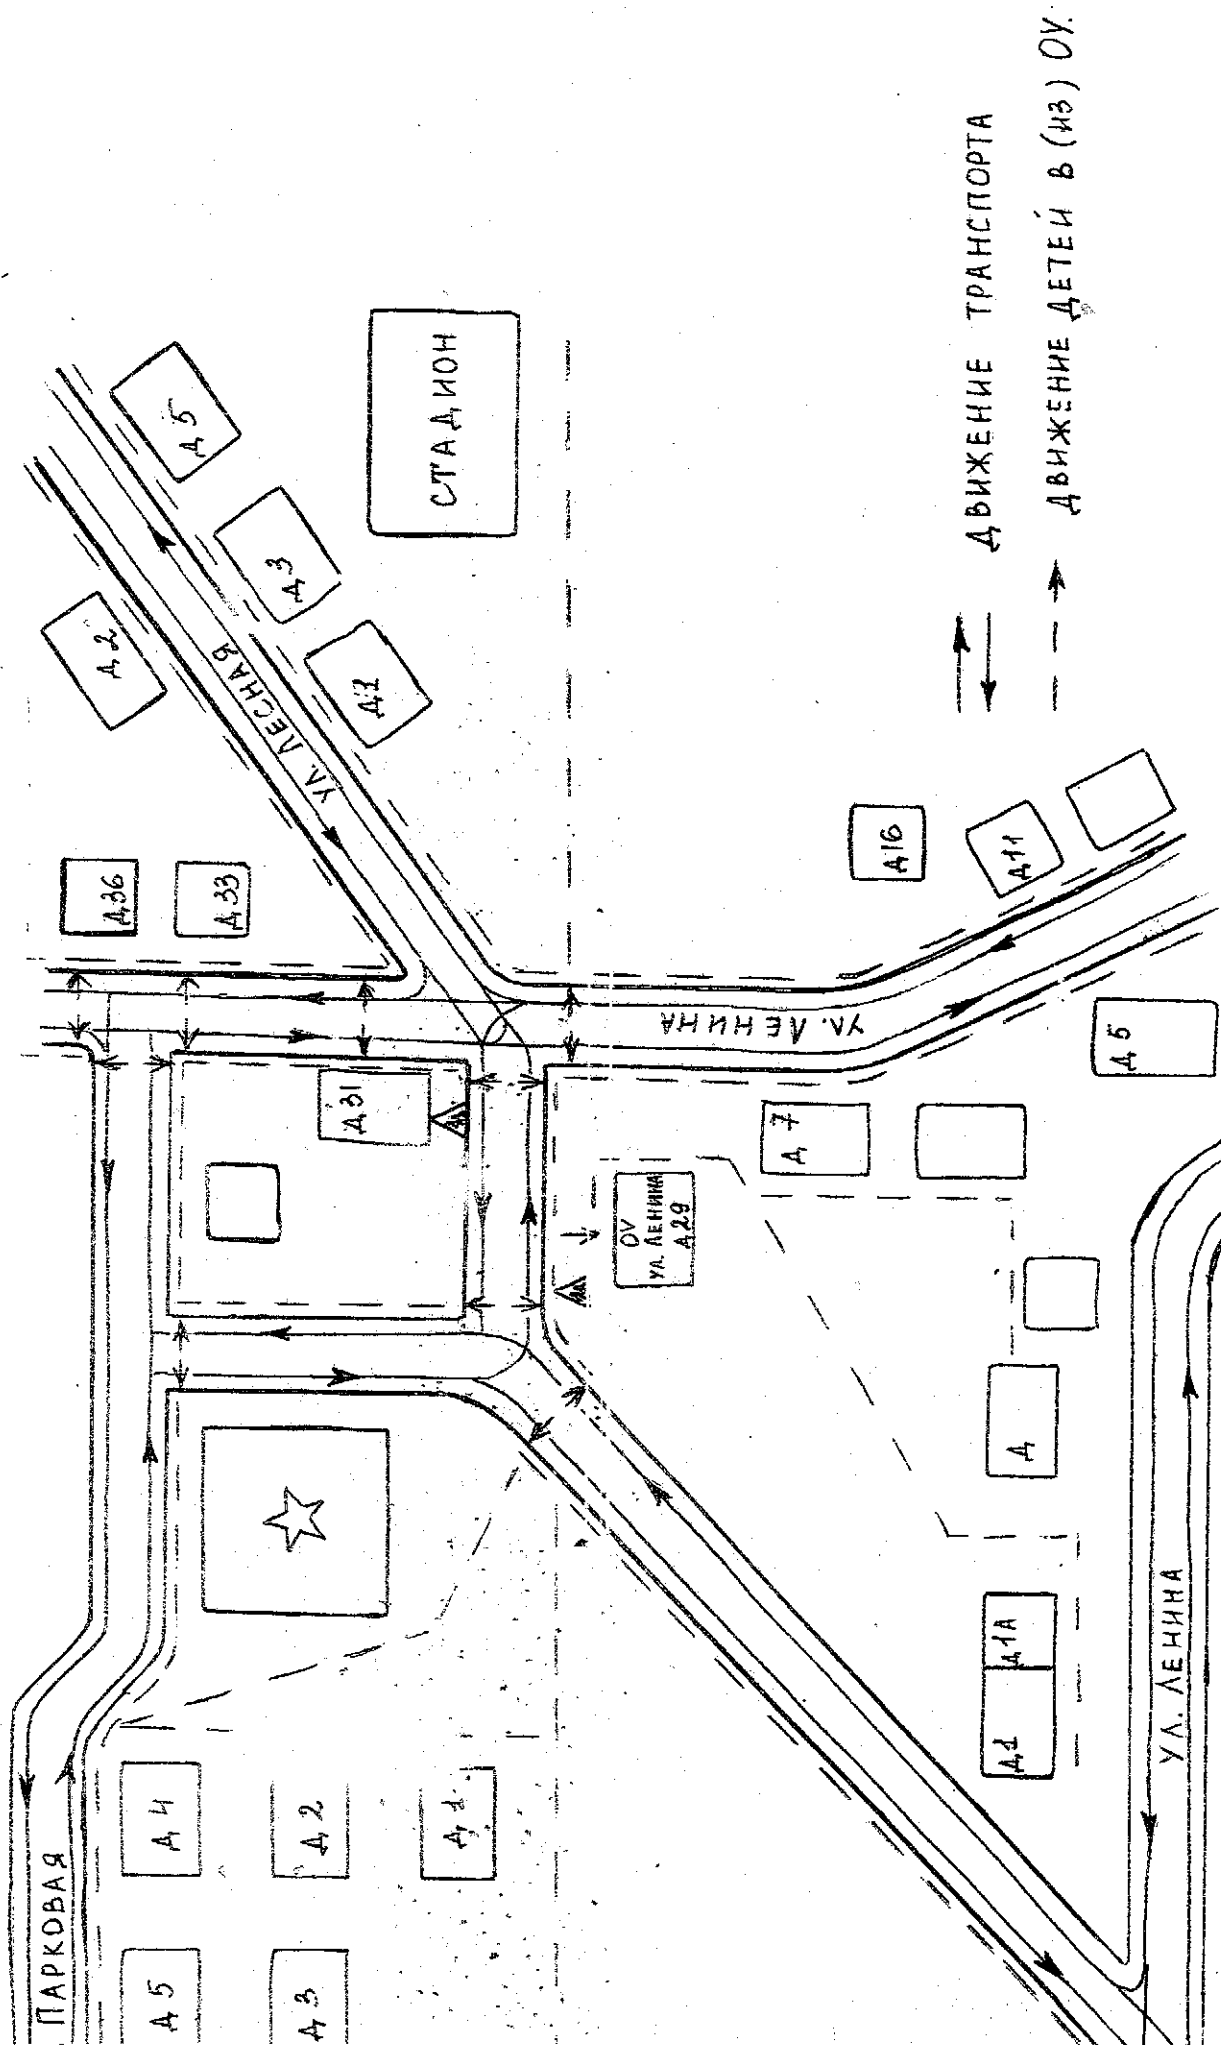 Д 5
Д 3
Д 1
Д 2
УЛ. ЛЕСНАЯ
СТАДИОН
Д 36
Д 33
Д 16
Д 11
УЛ. ЛЕНИНА
Д 31
Д 7
Д 5
ОУ
УЛ. ЛЕНИНА
Д 29
Д
Д 1А
Д 1
УЛ. ЛЕНИНА
Д 4
Д 2
Д 1
Д 5
Д 3
ПАРКОВАЯ
ДВИЖЕНИЕ ТРАНСПОРТА
ДВИЖЕНИЕ ДЕТЕЙ В (ИЗ) ОУ.